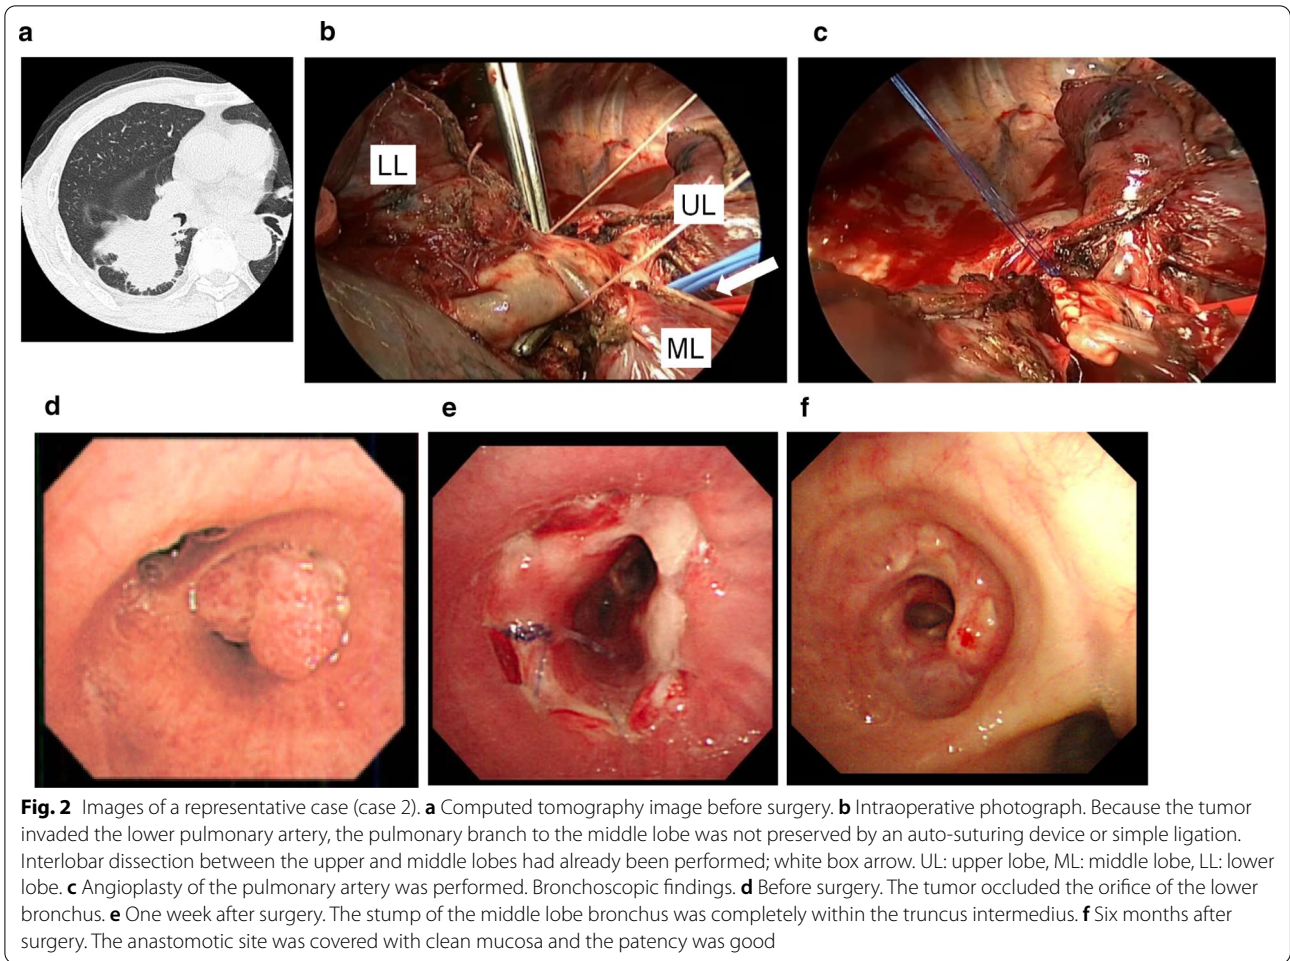 a
b
c
LL
UL
ML
d
e
f
Fig. 2 Images of a representative case (case 2). a Computed tomography image before surgery. b Intraoperative photograph. Because the tumor
invaded the lower pulmonary artery, the pulmonary branch to the middle lobe was not preserved by an auto-suturing device or simple ligation.
Interlobar dissection between the upper and middle lobes had already been performed; white box arrow. UL: upper lobe, ML: middle lobe, LL: lower
lobe. c Angioplasty of the pulmonary artery was performed. Bronchoscopic findings. d Before surgery. The tumor occluded the orifice of the lower
bronchus. e One week after surgery. The stump of the middle lobe bronchus was completely within the truncus intermedius. f Six months after
surgery. The anastomotic site was covered with clean mucosa and the patency was good